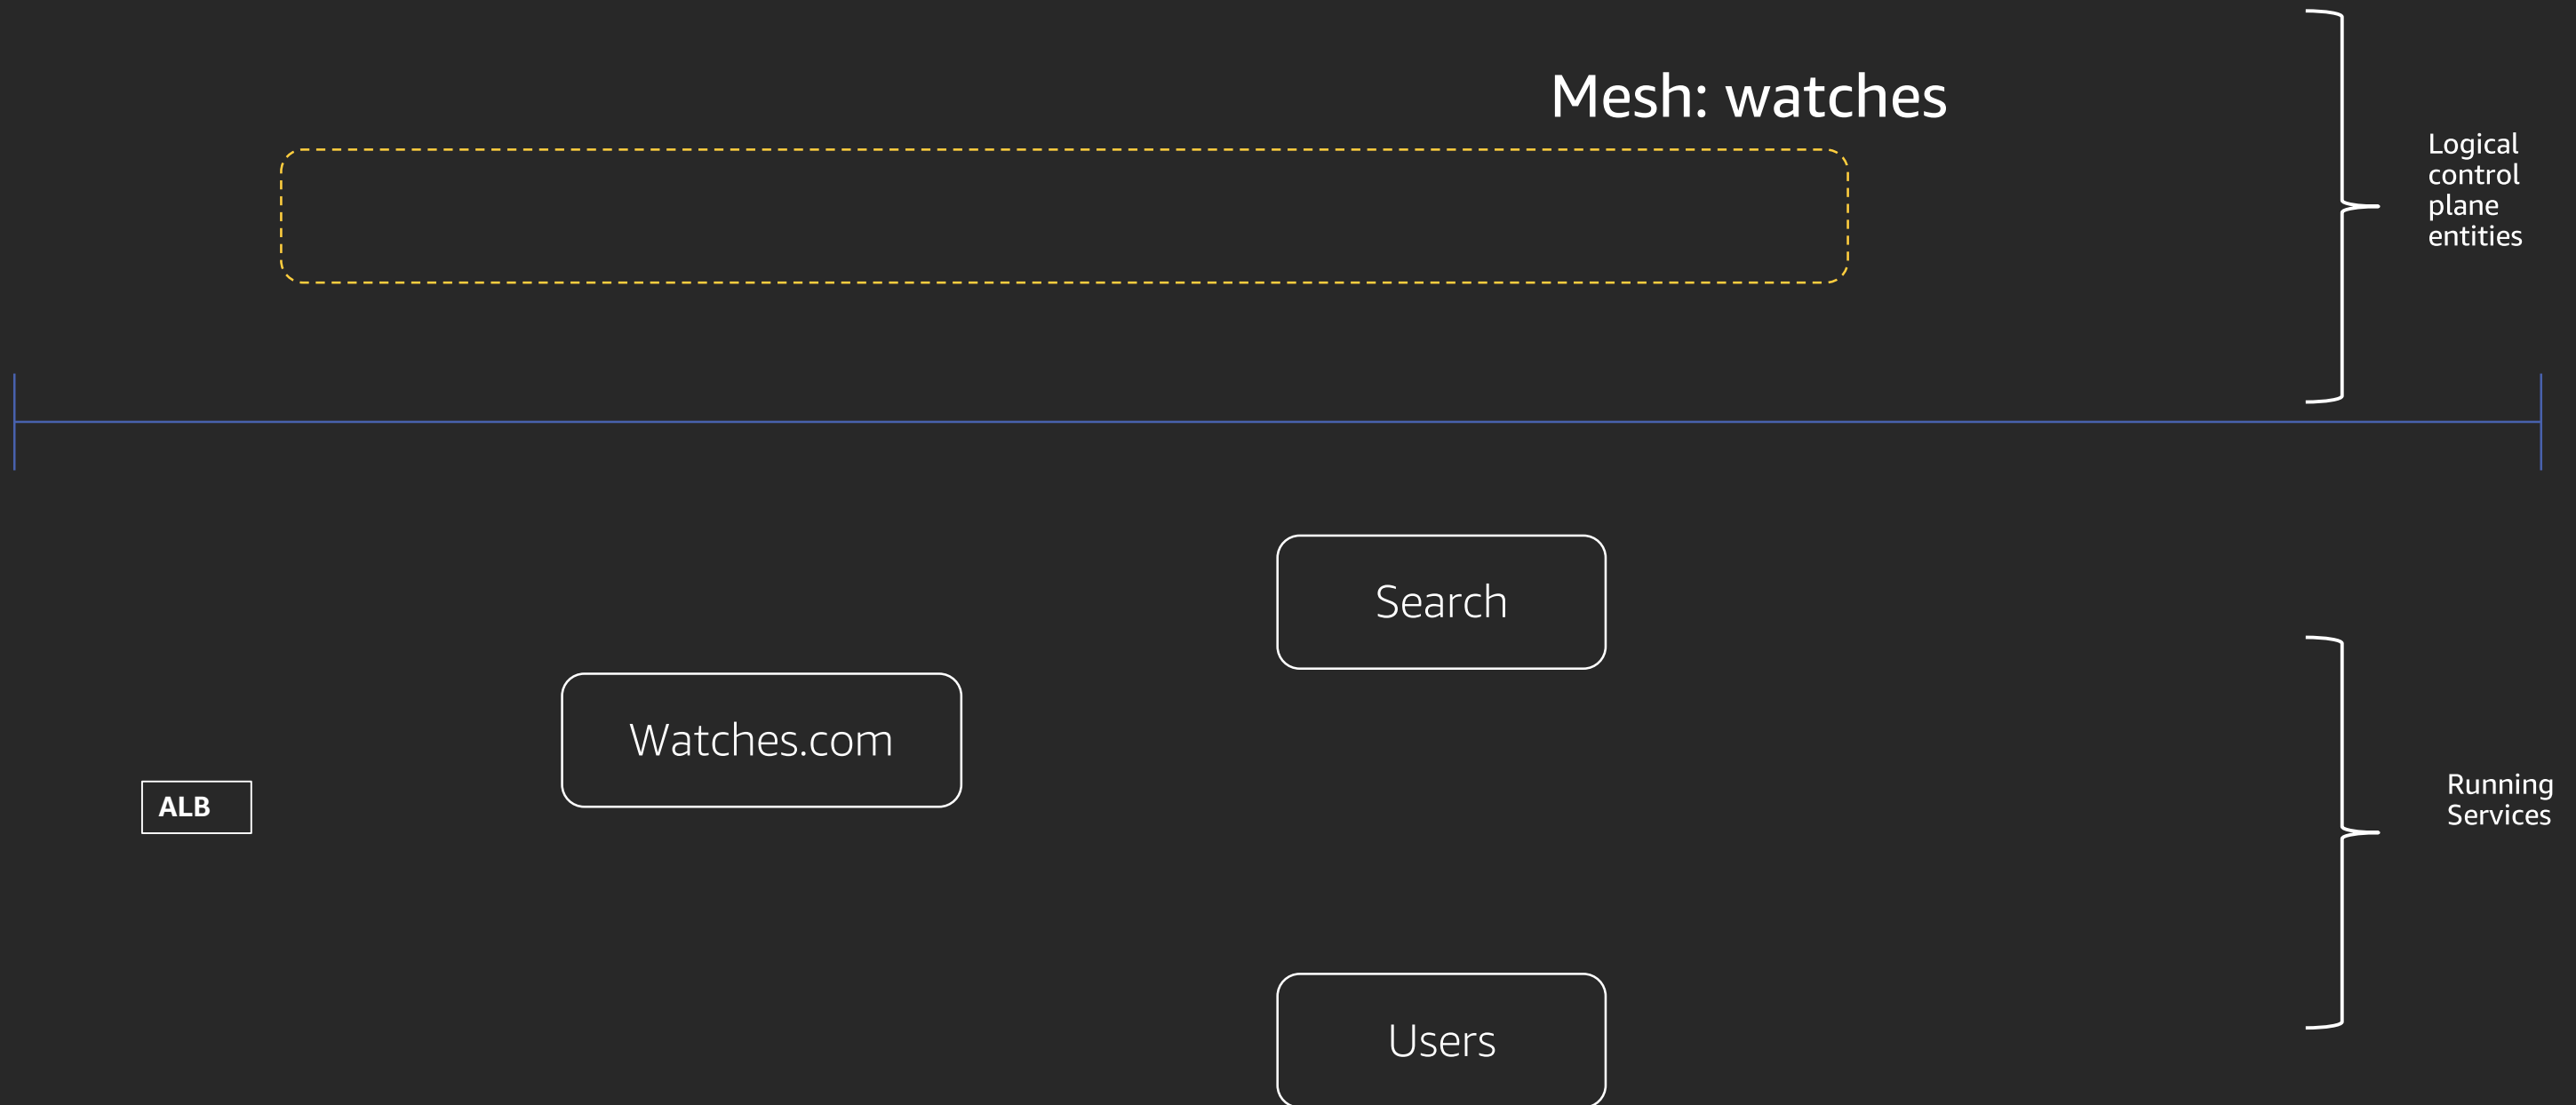 Mesh: watches
Logical
control
plane
entities
Search
Watches.com
ALB
Running
Services
Users